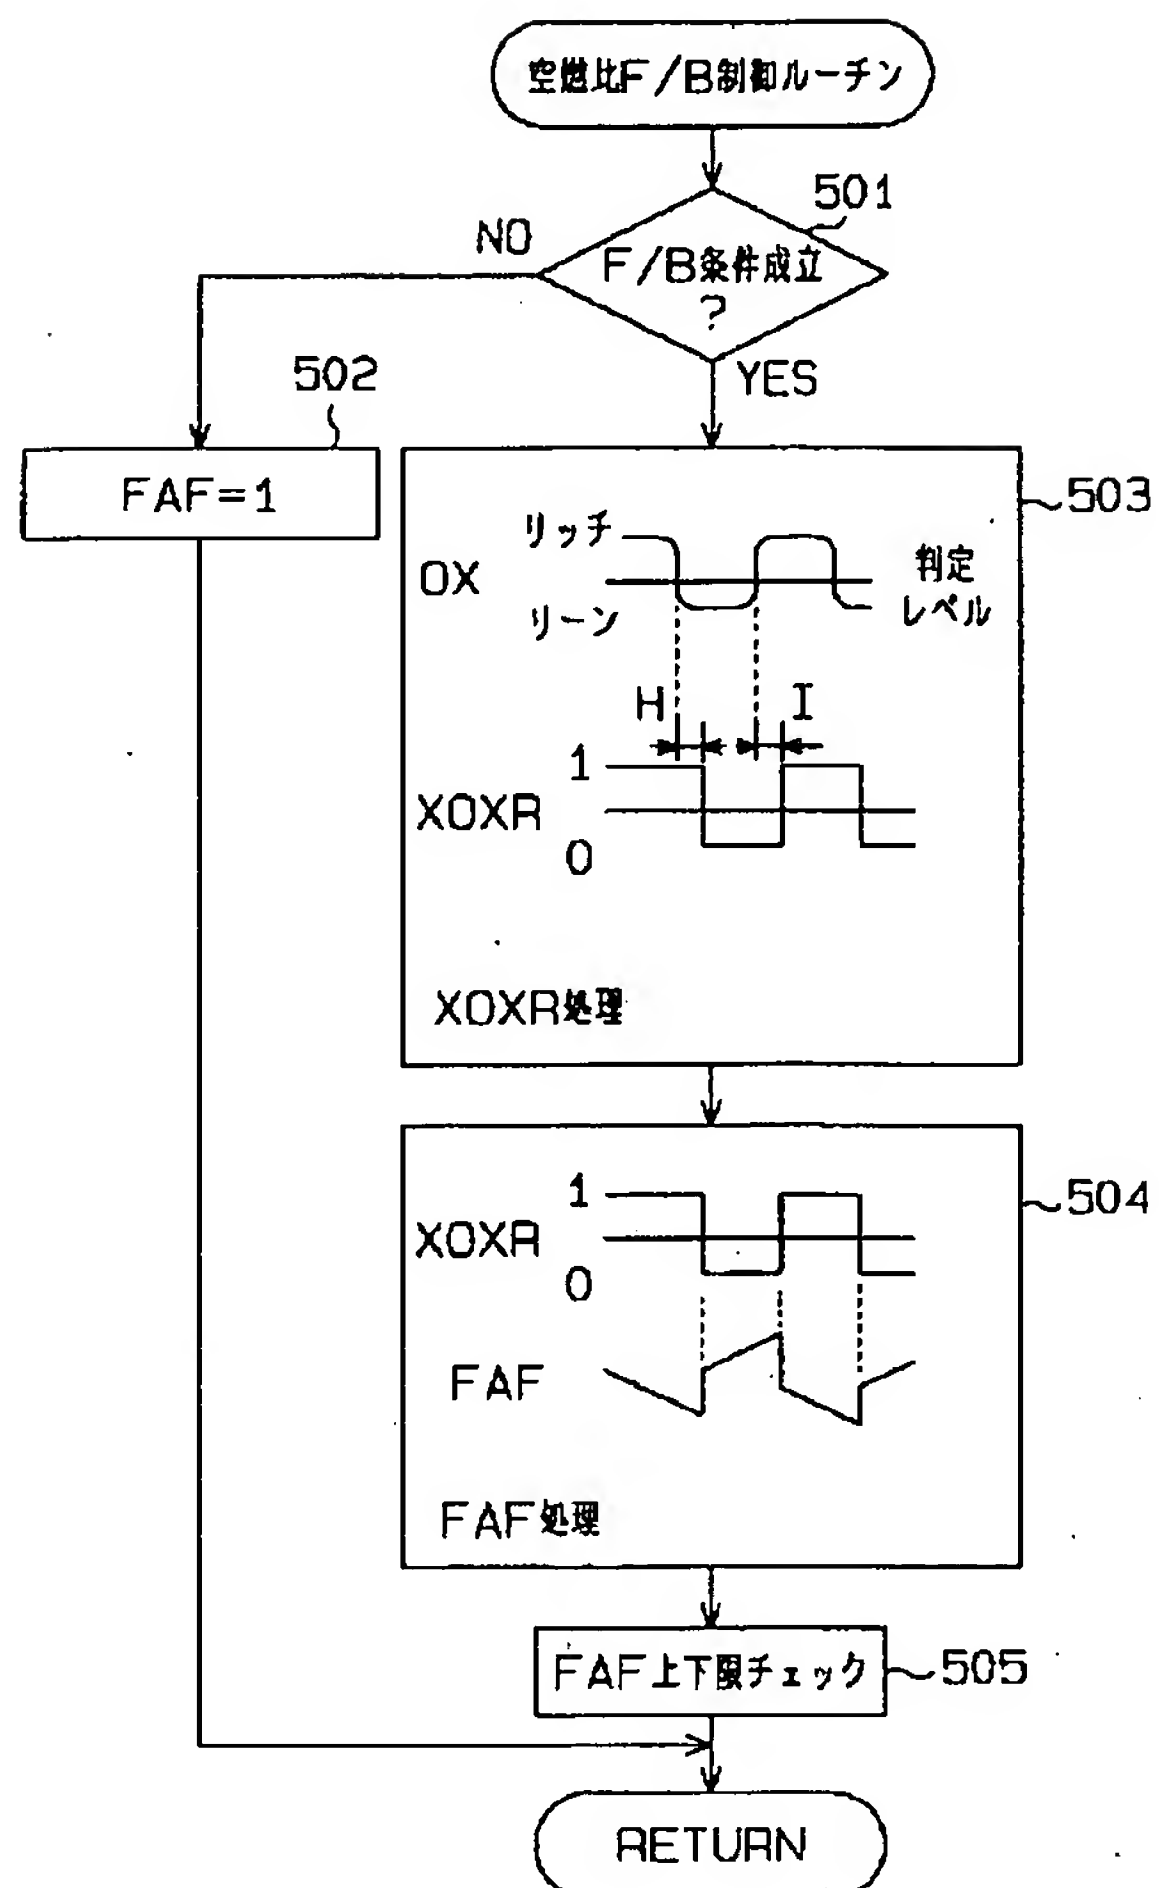 空燃比F/B制御ルーチン
501
NO
F/B条件成立
?
YES
502
FAF=1
503
リッチ
OX
リーン
判定
レベル
H
I
1
XOXR
0
XOXR処理
504
1
XOXR
0
FAF
FAF処理
FAF上下限チェック
505
RETURN